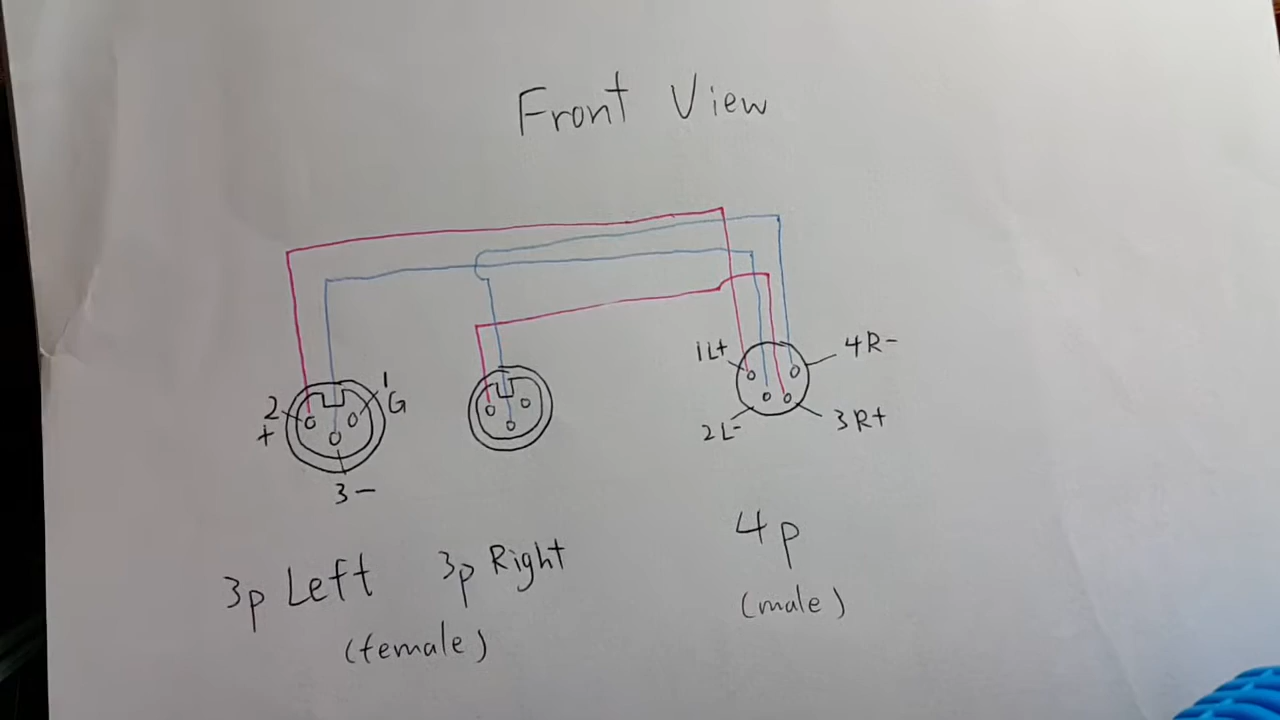 Front View
1L+
4R-
2L-
3R+
2
+
1
G
3-
3p Left
3p Right
(female)
4p
(male)